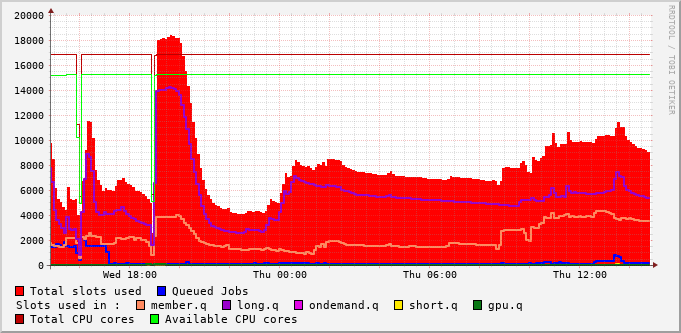 RRDTOOL / TOBI OETIKER
20000
18000
16000
14000
12000
10000
8000
6000
4000
2000
0
Wed 18:00 Thu 00:00 Thu 06:00 Thu 12:00
Total slots used Queued Jobs
Slots used in : member.q long.q ondemand.q short.q gpu.q
Total CPU cores Available CPU cores